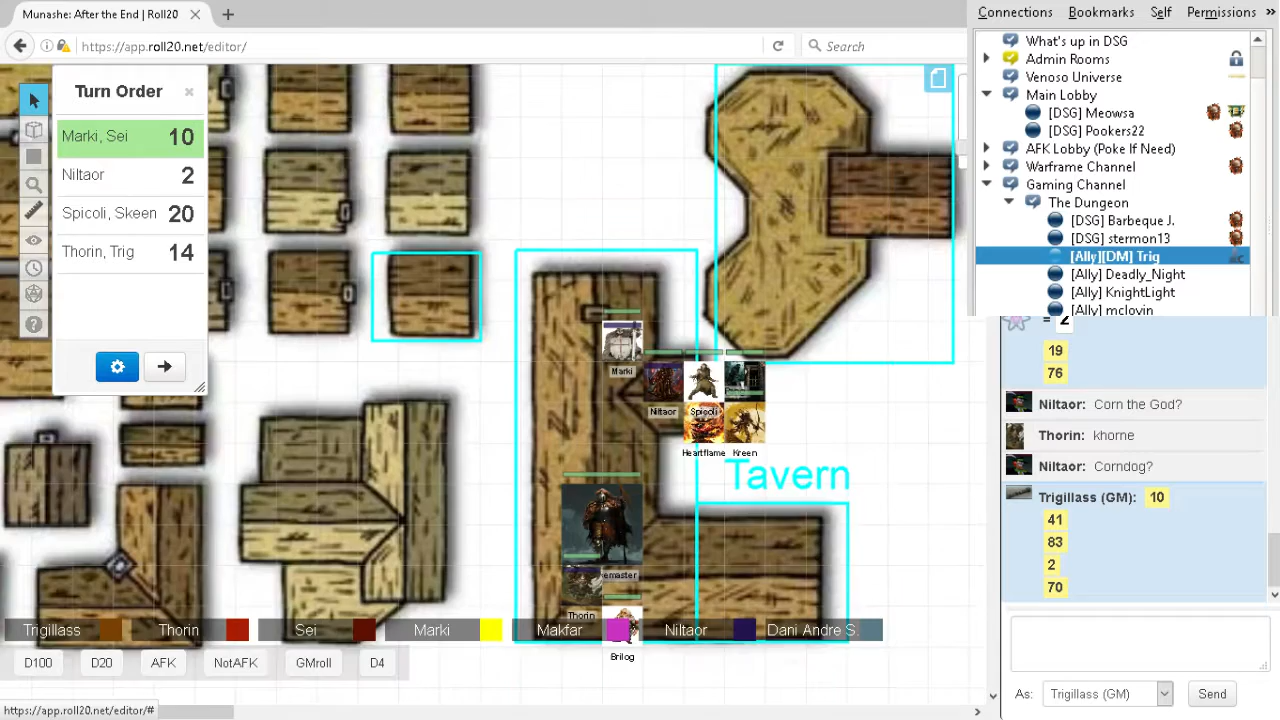 Munashe: After the End | Roll20
https://app.roll20.net/editor/
Search
Connections Bookmarks Self Permissions »
What's up in DSG
Admin Rooms
Venoso Universe
Main Lobby
[DSG] Meowsa
[DSG] Pookers22
AFK Lobby (Poke If Need)
Warframe Channel
Gaming Channel
The Dungeon
[DSG] Barbeque J.
[DSG] stermon13
[Ally][DM] Trig
[Ally] Deadly_Night
[Ally] KnightLight
[Ally] mclovin
Turn Order
Marki, Sei 10
Niltaor 2
Spicoli, Skeen 20
Thorin, Trig 14
Marki
Niltaor
Spicoli
Heartflame
Kreen
Tavern
semaster
Thorin
Brilog
= 2
19
76
Niltaor: Corn the God?
Thorin: khorne
Niltaor: Corndog?
Trigillass (GM): 10
41
83
2
70
Trigillass Thorin Sei Marki Makfar Niltaor Dani Andre S.
D100 D20 AFK NotAFK GMroll D4
As: Trigillass (GM) Send
https://app.roll20.net/editor/#